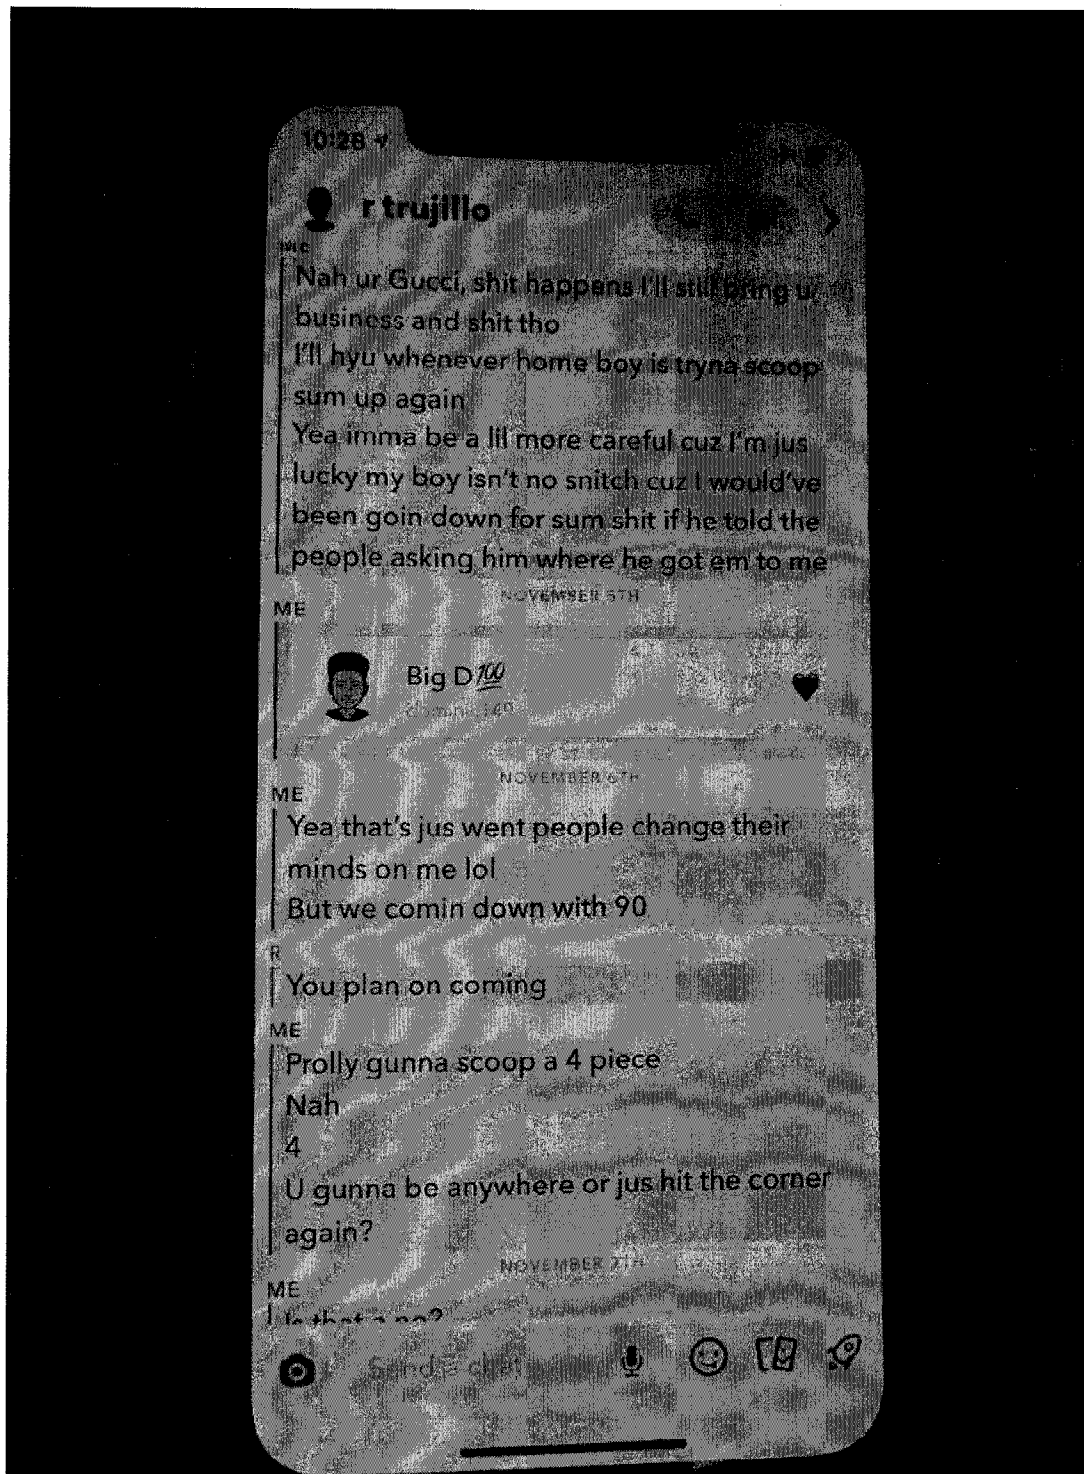 10:28
r trujillo
ME
Nah ur Gucci, shit happens I'll still bring u
business and shit tho
I'll hyu whenever home boy is tryna scoop
sum up again
Yea imma be a lil more careful cuz I'm jus
lucky my boy isn't no snitch cuz I would've
been goin down for sum shit if he told the
people asking him where he got em to me
NOVEMBER 5TH
ME
Big D💯
NOVEMBER 6TH
ME
Yea that's jus went people change their
minds on me lol
But we comin down with 90
R
You plan on coming
ME
Prolly gunna scoop a 4 piece
Nah
4
U gunna be anywhere or jus hit the corner
again?
NOVEMBER 7TH
ME
Is that a no?
Send a chat